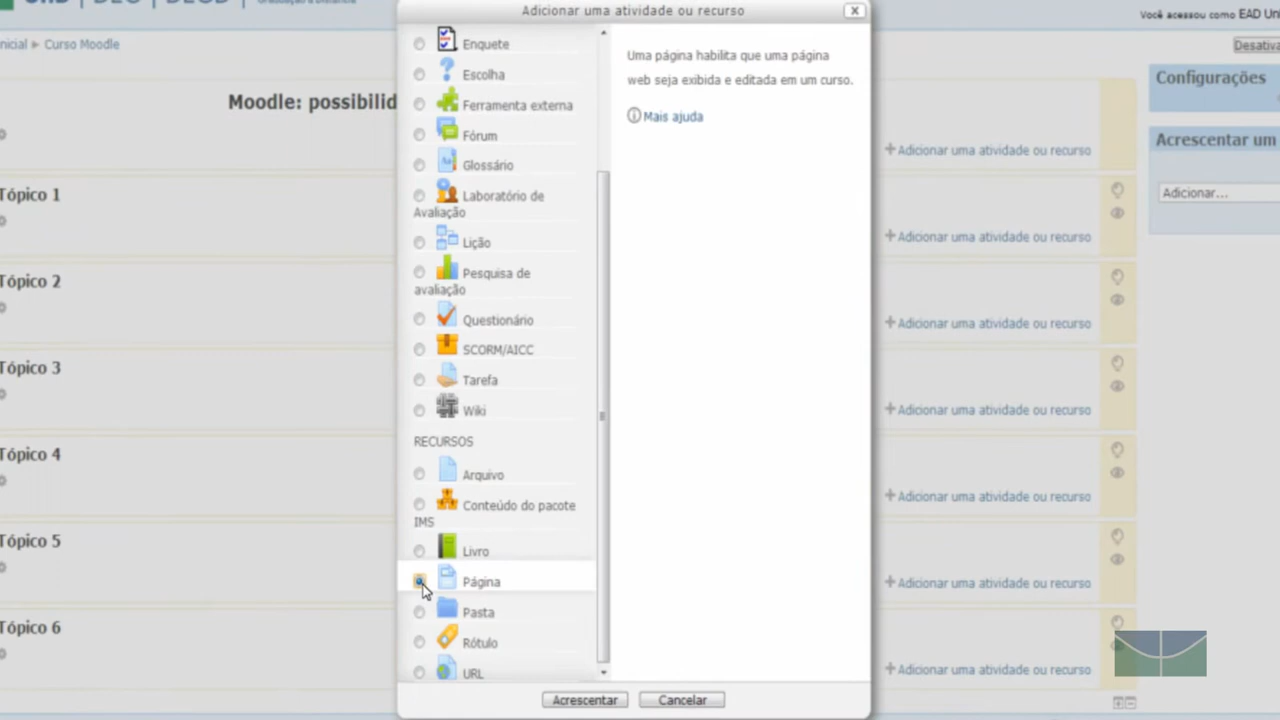 Adicionar uma atividade ou recurso
Você acessou como EAD Uni
nicial ► Curso Moodle
Desativa
Moodle: possibilid
Configurações
Acrescentar um
Adicionar...
Enquete
Escolha
Ferramenta externa
Fórum
Glossário
Laboratório de
Avaliação
Lição
Pesquisa de
avaliação
Questionário
SCORM/AICC
Tarefa
Wiki
RECURSOS
Arquivo
Conteúdo do pacote
IMS
Livro
Página
Pasta
Rótulo
URL
Uma página habilita que uma página
web seja exibida e editada em um curso.
Mais ajuda
Acrescentar
Cancelar
Adicionar uma atividade ou recurso
Tópico 1
Adicionar uma atividade ou recurso
Tópico 2
Adicionar uma atividade ou recurso
Tópico 3
Adicionar uma atividade ou recurso
Tópico 4
Adicionar uma atividade ou recurso
Tópico 5
Adicionar uma atividade ou recurso
Tópico 6
Adicionar uma atividade ou recurso